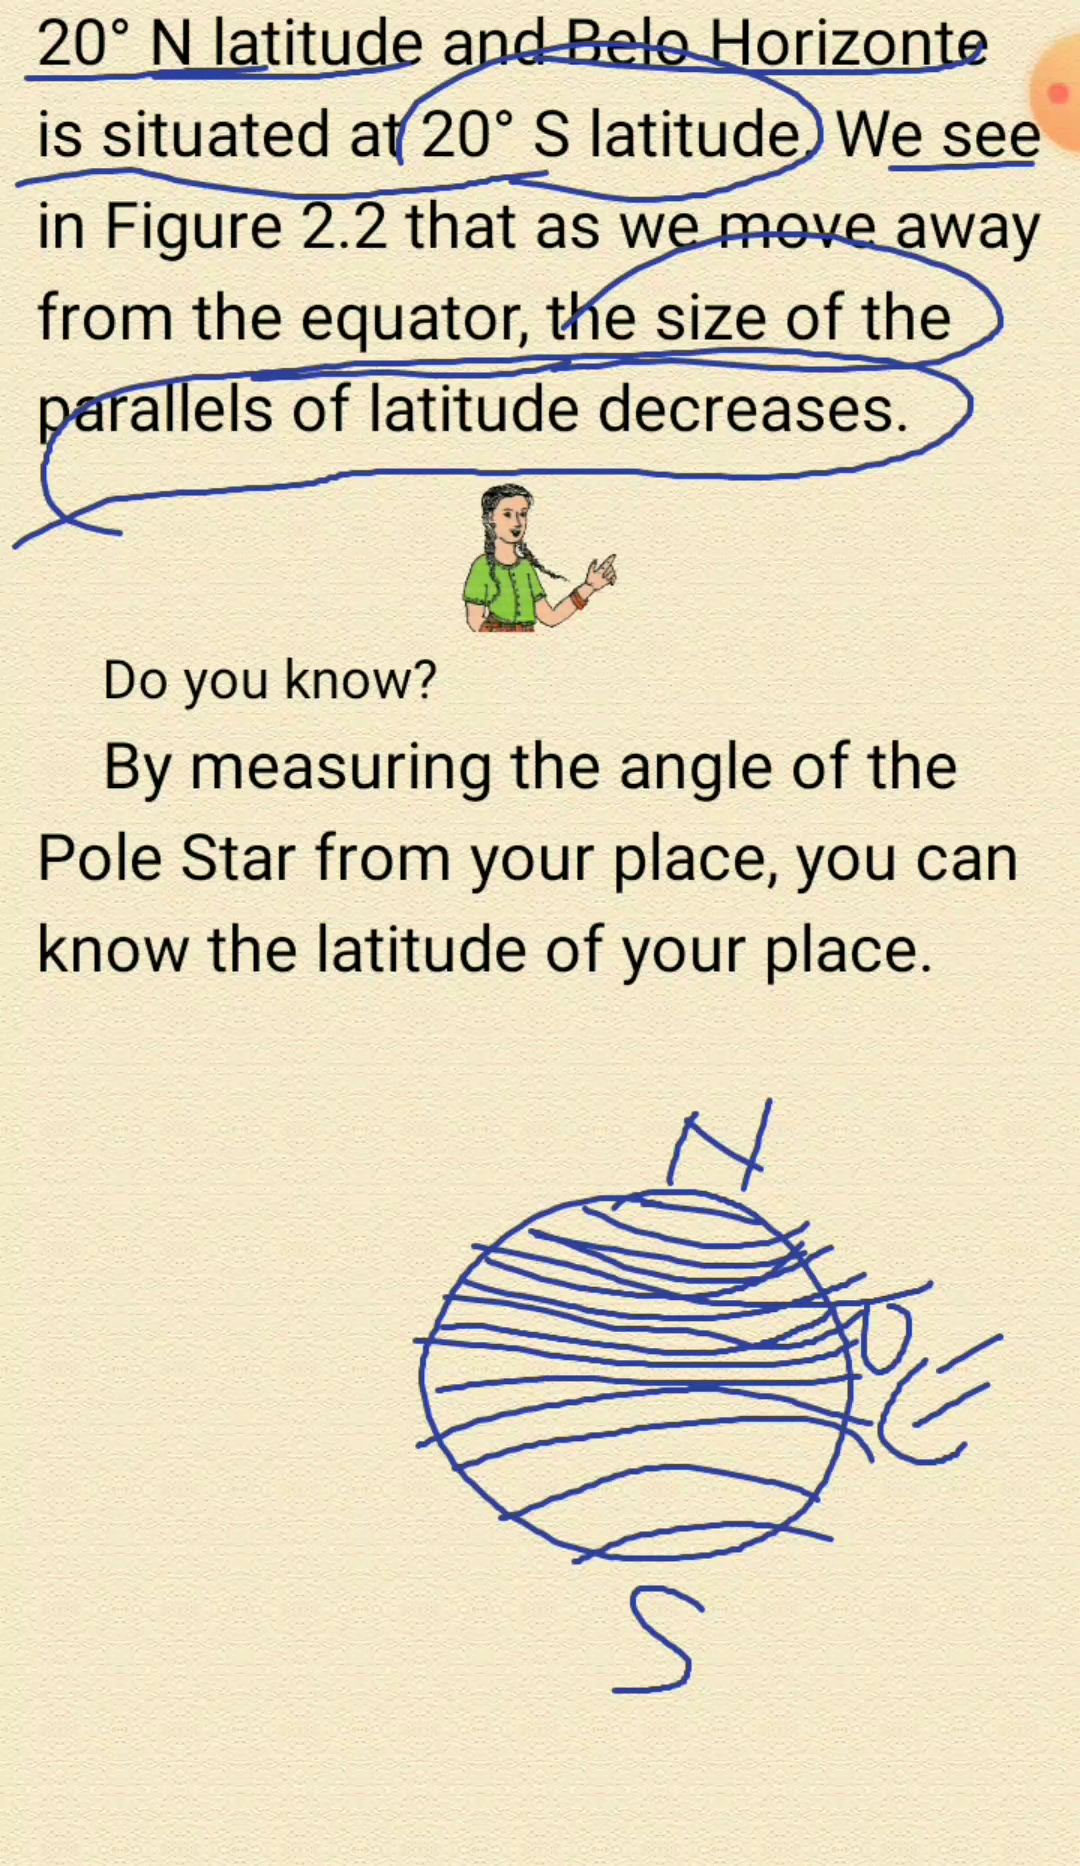 20° N latitude and Belo Horizonte
is situated at 20° S latitude. We see
in Figure 2.2 that as we move away
from the equator, the size of the
parallels of latitude decreases.
Do you know?
By measuring the angle of the
Pole Star from your place, you can
know the latitude of your place.
N
S